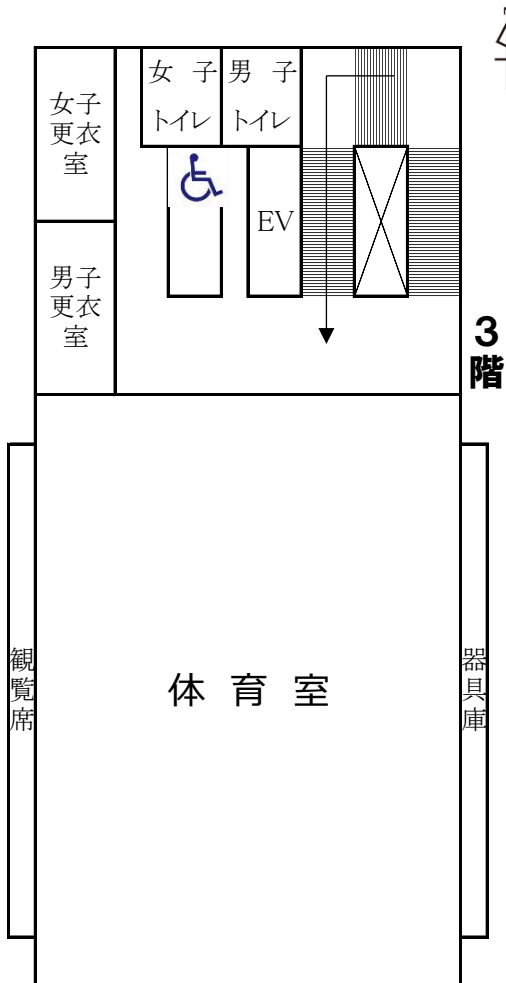 女子
更衣
室
女 子
トイレ
男 子
トイレ
EV
男子
更衣
室
3
階
観
覧
席
体 育 室
器
具
庫